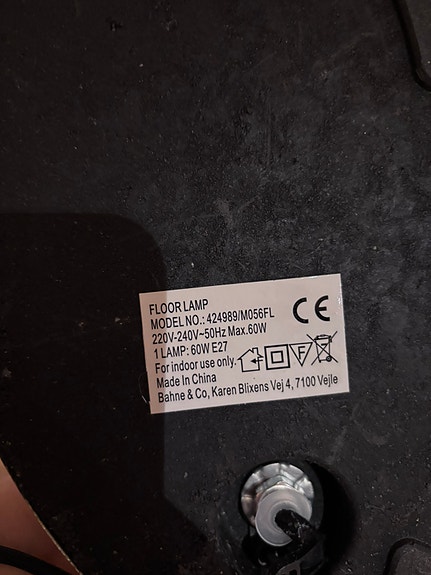 FLOOR LAMP
MODEL NO.: 424989/M056FL
220V-240V~50Hz Max.60W
1 LAMP: 60W E27
For indoor use only.
Made In China
Bahne & Co, Karen Blixens Vej 4, 7100 Vejle
CE
F